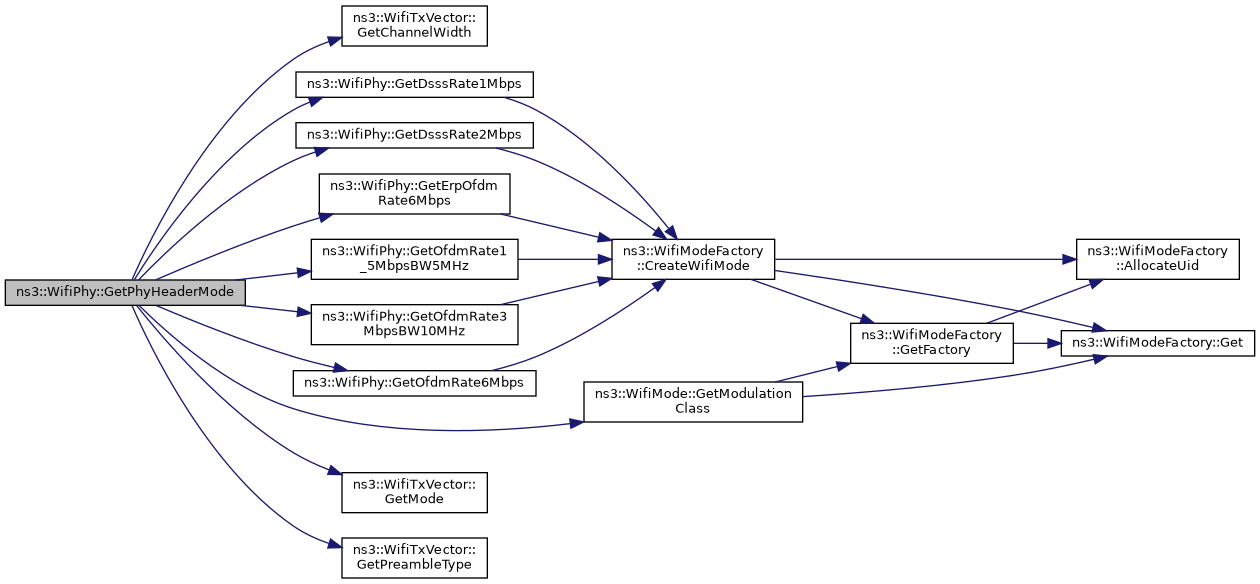 ns3::WifiPhy::GetPhyHeaderMode
ns3::WifiTxVector::
GetChannelWidth
ns3::WifiPhy::GetDsssRate1Mbps
ns3::WifiPhy::GetDsssRate2Mbps
ns3::WifiPhy::GetErpOfdm
Rate6Mbps
ns3::WifiPhy::GetOfdmRate1
_5MbpsBW5MHz
ns3::WifiPhy::GetOfdmRate3
MbpsBW10MHz
ns3::WifiPhy::GetOfdmRate6Mbps
ns3::WifiTxVector::
GetMode
ns3::WifiTxVector::
GetPreambleType
ns3::WifiModeFactory
::CreateWifiMode
ns3::WifiMode::GetModulation
Class
ns3::WifiModeFactory
::GetFactory
ns3::WifiModeFactory
::AllocateUid
ns3::WifiModeFactory::Get